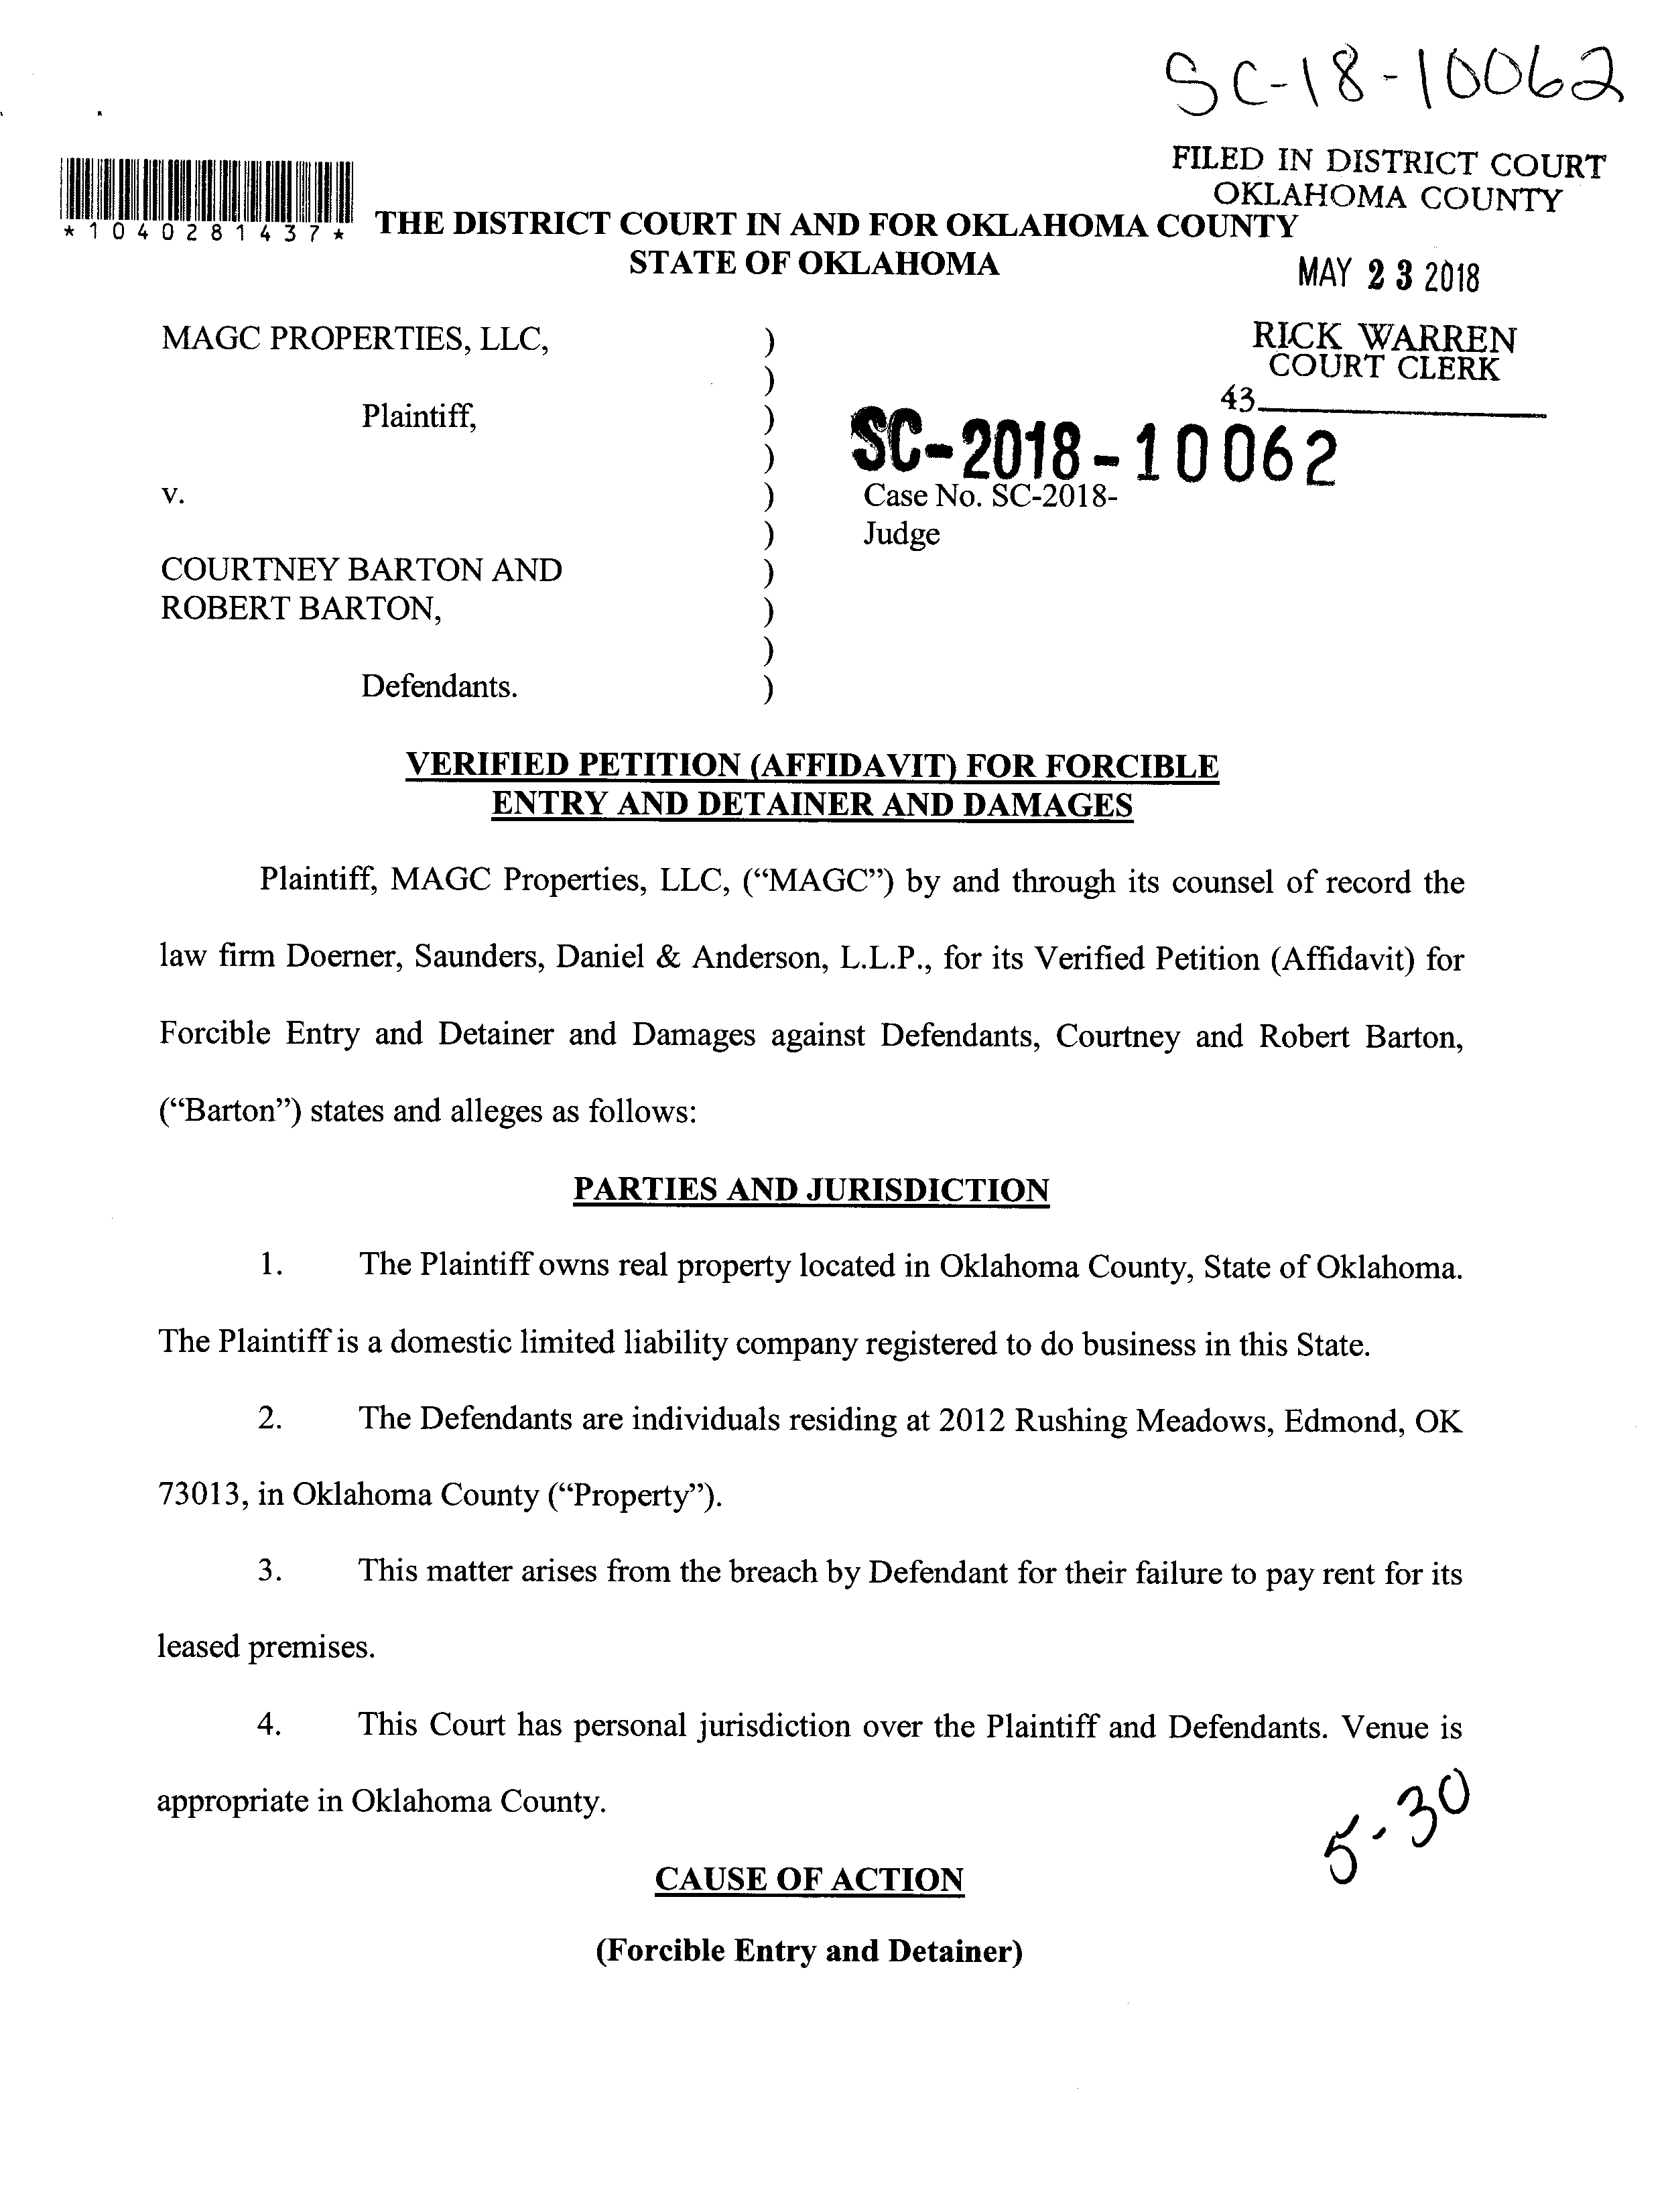 SC-18-10062
FILED IN DISTRICT COURT
OKLAHOMA COUNTY
*1040281437*
THE DISTRICT COURT IN AND FOR OKLAHOMA COUNTY
STATE OF OKLAHOMA
MAY 23 2018
RICK WARREN
COURT CLERK
43
MAGC PROPERTIES, LLC, )
)
Plaintiff, )
)
SC-2018-10062
v. ) Case No. SC-2018-
) Judge
COURTNEY BARTON AND )
ROBERT BARTON, )
)
Defendants. )
VERIFIED PETITION (AFFIDAVIT) FOR FORCIBLE
ENTRY AND DETAINER AND DAMAGES
Plaintiff, MAGC Properties, LLC, (“MAGC”) by and through its counsel of record the
law firm Doerner, Saunders, Daniel & Anderson, L.L.P., for its Verified Petition (Affidavit) for
Forcible Entry and Detainer and Damages against Defendants, Courtney and Robert Barton,
(“Barton”) states and alleges as follows:
PARTIES AND JURISDICTION
1. The Plaintiff owns real property located in Oklahoma County, State of Oklahoma.
The Plaintiff is a domestic limited liability company registered to do business in this State.
2. The Defendants are individuals residing at 2012 Rushing Meadows, Edmond, OK
73013, in Oklahoma County (“Property”).
3. This matter arises from the breach by Defendant for their failure to pay rent for its
leased premises.
4. This Court has personal jurisdiction over the Plaintiff and Defendants. Venue is
appropriate in Oklahoma County.
5-30
CAUSE OF ACTION
(Forcible Entry and Detainer)